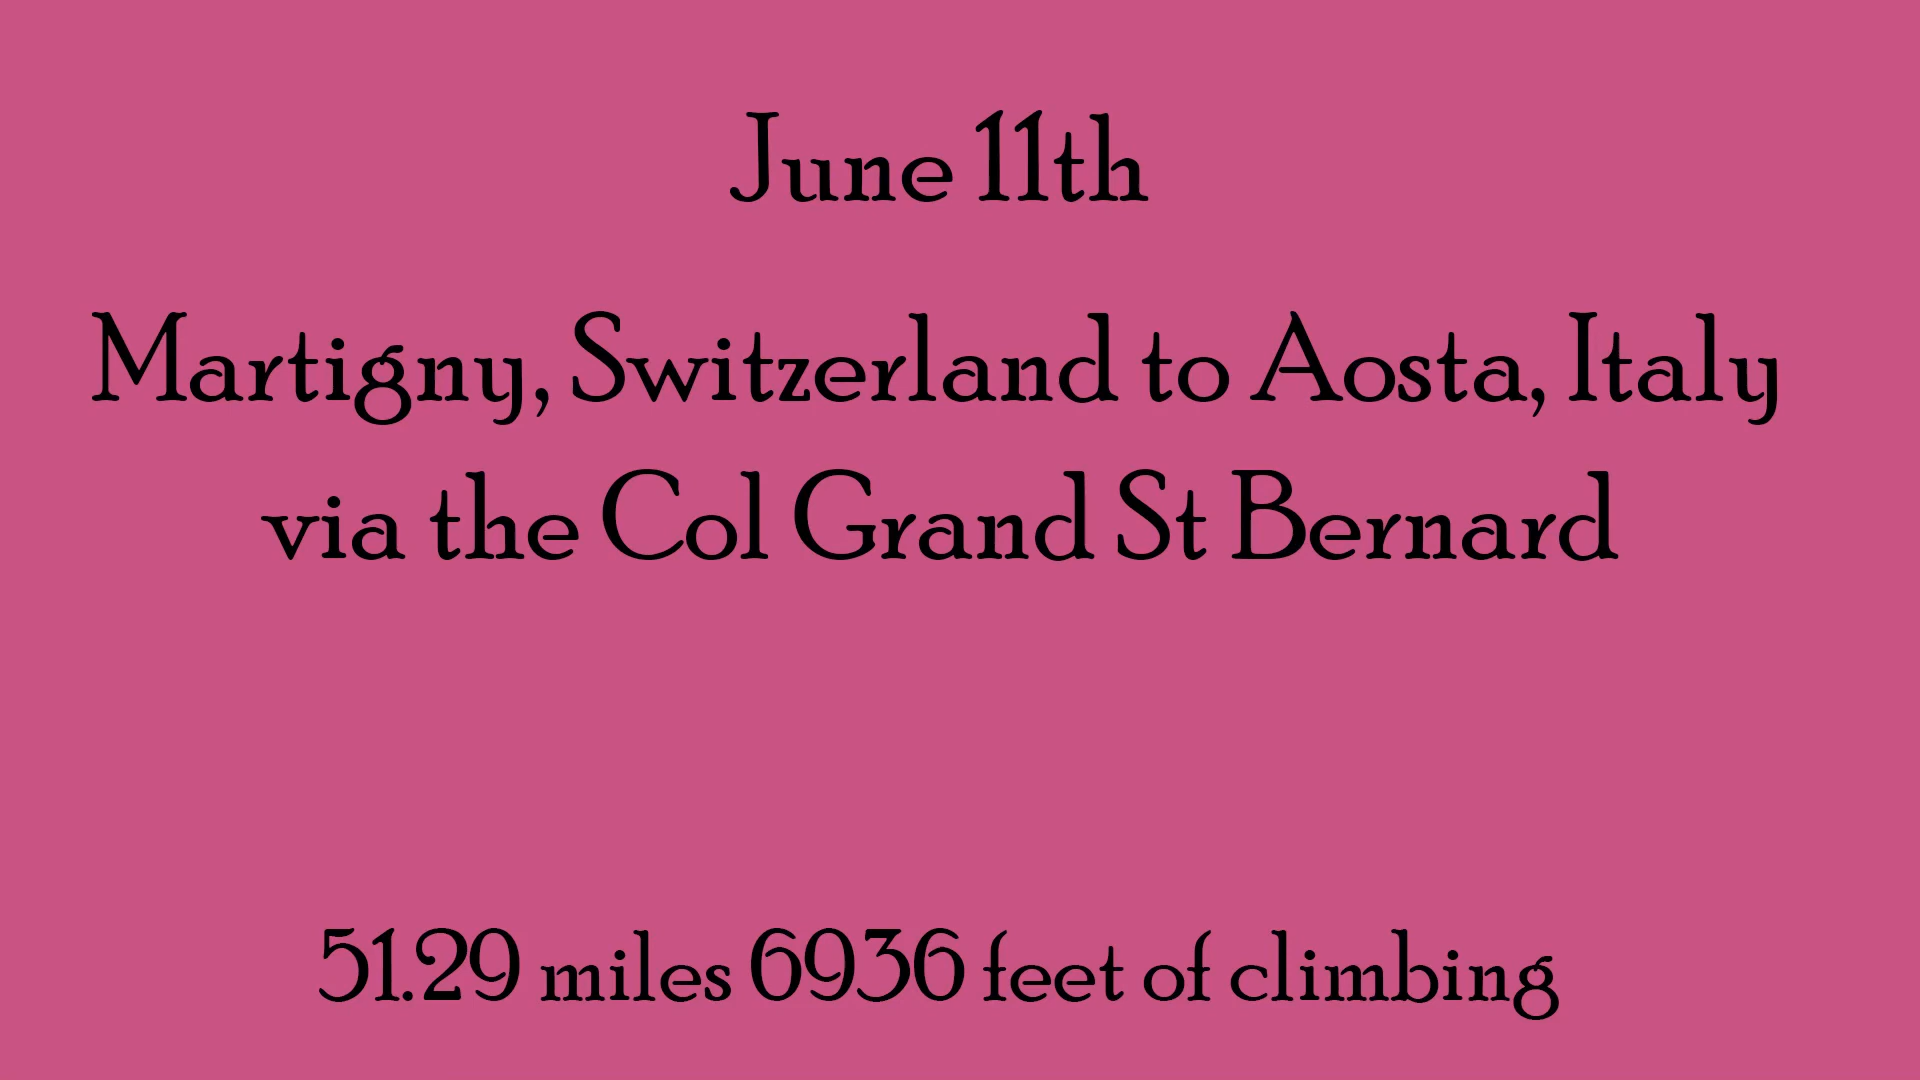 June 11th
Martigny, Switzerland to Aosta, Italy
via the Col Grand St Bernard
51.29 miles 6936 feet of climbing